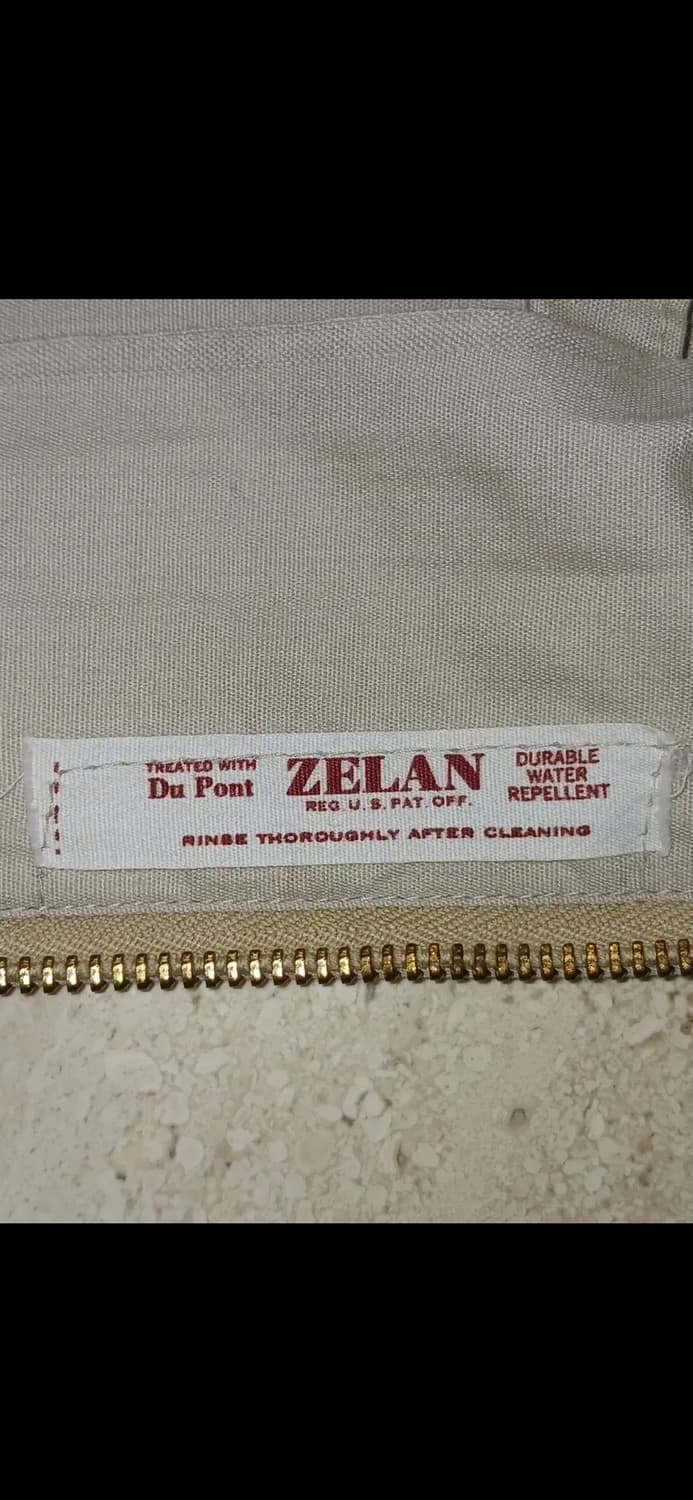 TREATED WITH
Du Pont
ZELAN
REG. U. S. PAT. OFF.
DURABLE
WATER
REPELLENT
RINSE THOROUGHLY AFTER CLEANING